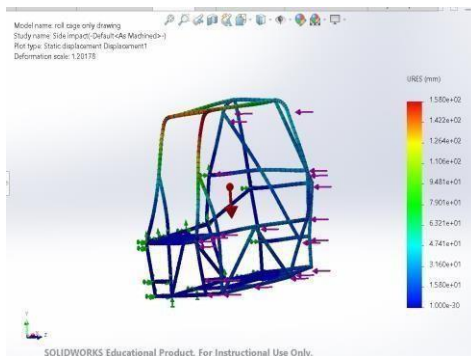 Model name: roll cage only drawing
Study name: Side impact(-Default<As Machined>-)
Plot type: Static displacement Displacement1
Deformation scale: 1.20178
URES (mm)
1.580e+02
1.422e+02
1.264e+02
1.106e+02
9.481e+01
7.901e+01
6.321e+01
4.741e+01
3.160e+01
1.580e+01
1.000e-30
Y
Z
SOLIDWORKS Educational Product. For Instructional Use Only.